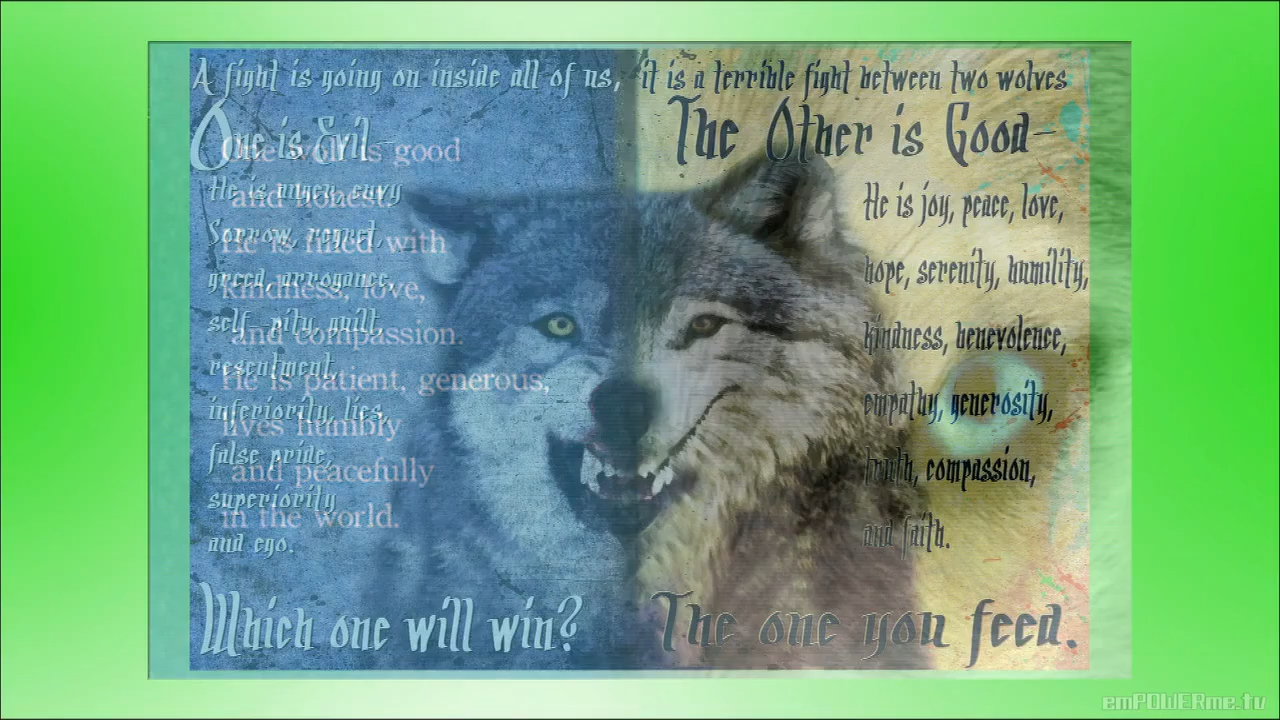 A fight is going on inside all of us, it is a terrible fight between two wolves
One is Evil-
He is anger, envy
Sorrow, regret,
greed, arrogance,
self-pity, guilt,
resentment,
inferiority, lies,
false pride,
superiority
and ego.
One wolf is good
and honest.
He is filled with
kindness, love,
and compassion.
He is patient, generous,
lives humbly
and peacefully
in the world.
The Other is Good-
He is joy, peace, love,
hope, serenity, humility,
kindness, benevolence,
empathy, generosity,
truth, compassion,
and faith.
Which one will win? The one you feed.
emPOWERme.tv